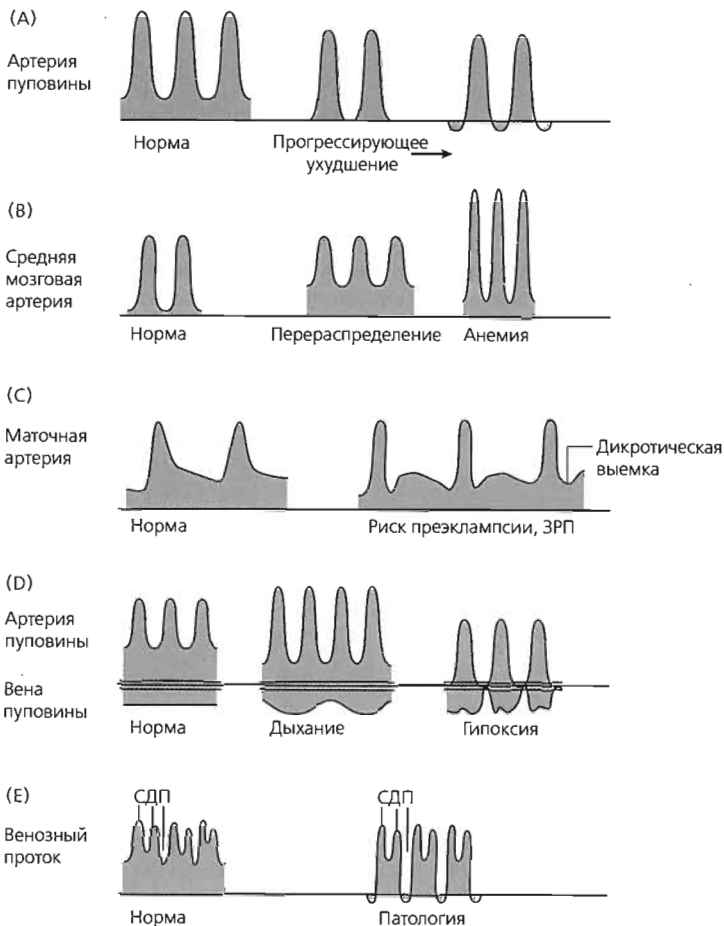 (A)
Артерия
пуповины
Норма
Прогрессирующее
ухудшение
(B)
Средняя
мозговая
артерия
Норма
Перераспределение
Анемия
(C)
Маточная
артерия
Дикротическая
выемка
Норма
Риск преэклампсии, ЗРП
(D)
Артерия
пуповины
Вена
пуповины
Норма
Дыхание
Гипоксия
(E)
Венозный
проток
СДП
СДП
Норма
Патология